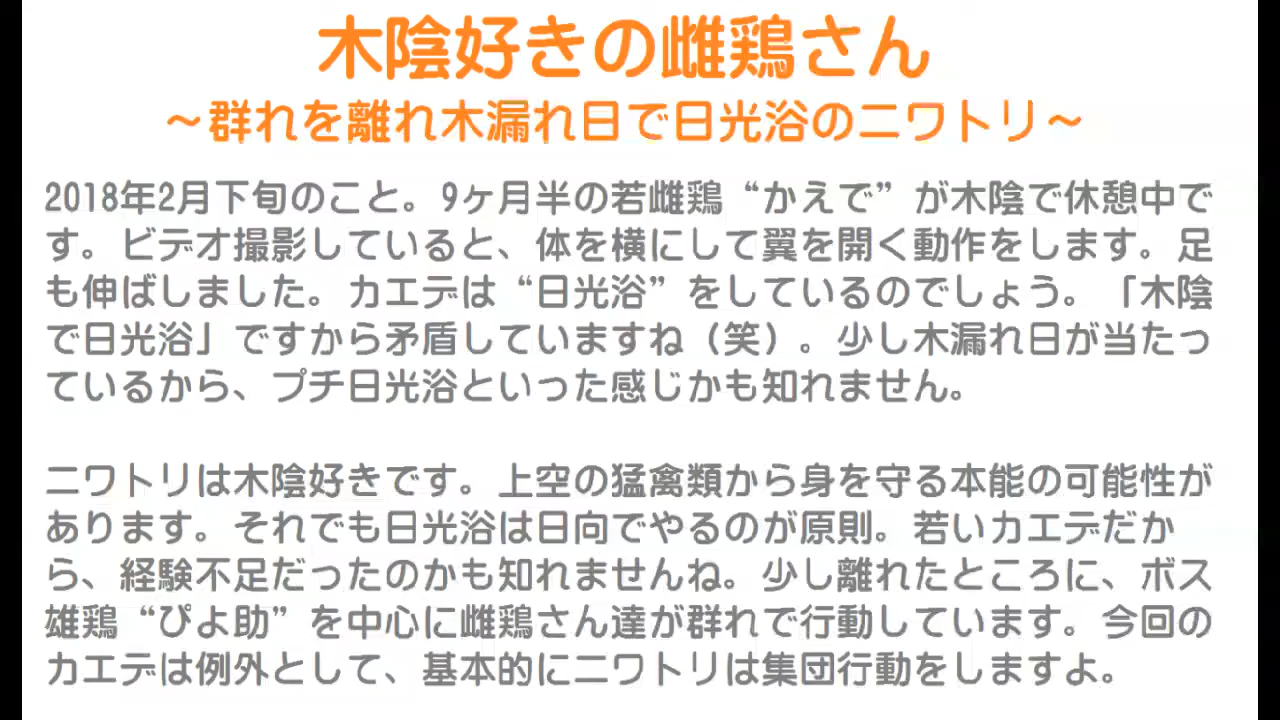 木陰好きの雌鶏さん
～群れを離れ木漏れ日で日光浴のニワトリ～
2018年2月下旬のこと。9ヶ月半の若雌鶏“かえで”が木陰で休憩中で
す。ビデオ撮影していると、体を横にして翼を開く動作をします。足
も伸ばしました。カエデは“日光浴”をしているのでしょう。「木陰
で日光浴」ですから矛盾していますね（笑）。少し木漏れ日が当たっ
ているから、プチ日光浴といった感じかも知れません。
ニワトリは木陰好きです。上空の猛禽類から身を守る本能の可能性が
あります。それでも日光浴は日向でやるのが原則。若いカエデだか
ら、経験不足だったのかも知れませんね。少し離れたところに、ボス
雄鶏“ぴよ助”を中心に雌鶏さん達が群れで行動しています。今回の
カエデは例外として、基本的にニワトリは集団行動をしますよ。